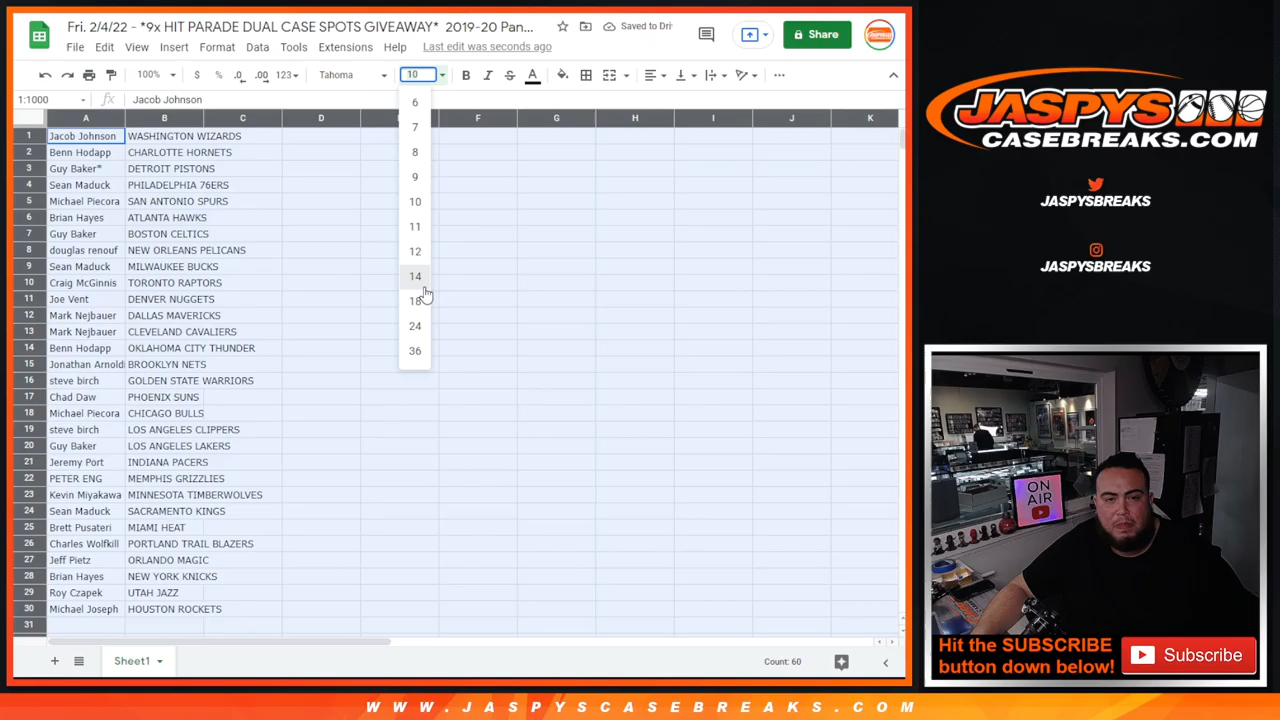 Fri. 2/4/22 - *9x HIT PARADE DUAL CASE SPOTS GIVEAWAY* 2019-20 Pan...
Saved to Dri
Share
File Edit View Insert Format Data Tools Extensions Help Last edit was seconds ago
100% $ % .0 .00 123 Tahoma 10 B I S A
1:1000 fx Jacob Johnson
A B C D F G H I J K
1 Jacob Johnson WASHINGTON WIZARDS
2 Benn Hodapp CHARLOTTE HORNETS
3 Guy Baker* DETROIT PISTONS
4 Sean Maduck PHILADELPHIA 76ERS
5 Michael Piecora SAN ANTONIO SPURS
6 Brian Hayes ATLANTA HAWKS
7 Guy Baker BOSTON CELTICS
8 douglas renouf NEW ORLEANS PELICANS
9 Sean Maduck MILWAUKEE BUCKS
10 Craig McGinnis TORONTO RAPTORS
11 Joe Vent DENVER NUGGETS
12 Mark Nejbauer DALLAS MAVERICKS
13 Mark Nejbauer CLEVELAND CAVALIERS
14 Benn Hodapp OKLAHOMA CITY THUNDER
15 Jonathan Arnoldi BROOKLYN NETS
16 steve birch GOLDEN STATE WARRIORS
17 Chad Daw PHOENIX SUNS
18 Michael Piecora CHICAGO BULLS
19 steve birch LOS ANGELES CLIPPERS
20 Guy Baker LOS ANGELES LAKERS
21 Jeremy Port INDIANA PACERS
22 PETER ENG MEMPHIS GRIZZLIES
23 Kevin Miyakawa MINNESOTA TIMBERWOLVES
24 Sean Maduck SACRAMENTO KINGS
25 Brett Pusateri MIAMI HEAT
26 Charles Wolfkill PORTLAND TRAIL BLAZERS
27 Jeff Pietz ORLANDO MAGIC
28 Brian Hayes NEW YORK KNICKS
29 Roy Czapek UTAH JAZZ
30 Michael Joseph HOUSTON ROCKETS
31
6
7
8
9
10
11
12
14
18
24
36
Sheet1
Count: 60
JASPYS
CASEBREAKS.COM
JASPYSBREAKS
JASPYSBREAKS
ON
AIR
Hit the SUBSCRIBE
button down below!
Subscribe
WWW.JASPYSCASEBREAKS.COM